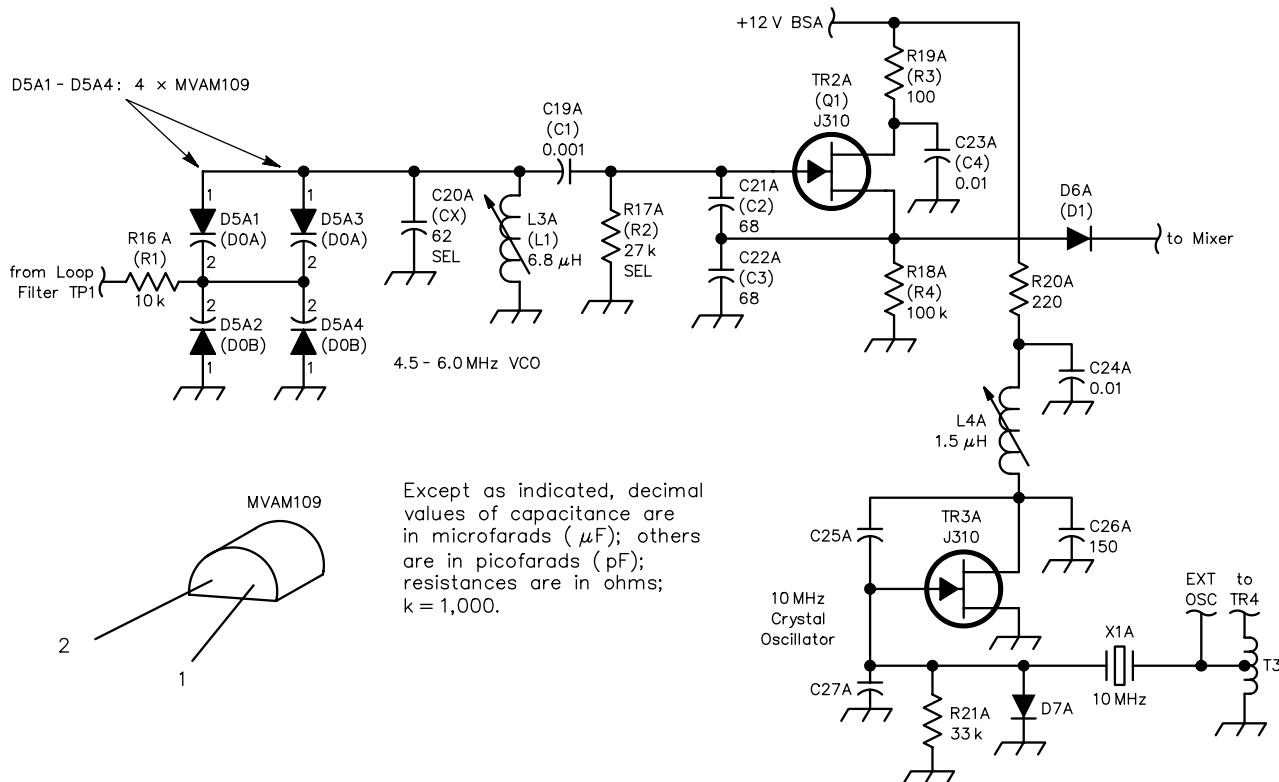 +12 V BSA
R19A
(R3)
100
D5A1 - D5A4: 4 × MVAM109
TR2A
(Q1)
J310
C19A
(C1)
0.001
C23A
(C4)
0.01
1
1
D5A1
(D0A)
D5A3
(D0A)
2
2
C20A
(CX)
62
SEL
L3A
(L1)
6.8 µH
R17A
(R2)
27 k
SEL
C21A
(C2)
68
D6A
(D1)
to Mixer
R16A
(R1)
10 k
from Loop
Filter TP1
C22A
(C3)
68
R18A
(R4)
100 k
R20A
220
2
2
D5A2
(D0B)
D5A4
(D0B)
1
1
4.5 - 6.0 MHz VCO
C24A
0.01
L4A
1.5 µH
MVAM109
2
1
Except as indicated, decimal
values of capacitance are
in microfarads ( µF); others
are in picofarads ( pF);
resistances are in ohms;
k = 1,000.
C25A
TR3A
J310
C26A
150
10 MHz
Crystal
Oscillator
EXT
OSC
to
TR4
X1A
10 MHz
T3
C27A
R21A
33 k
D7A